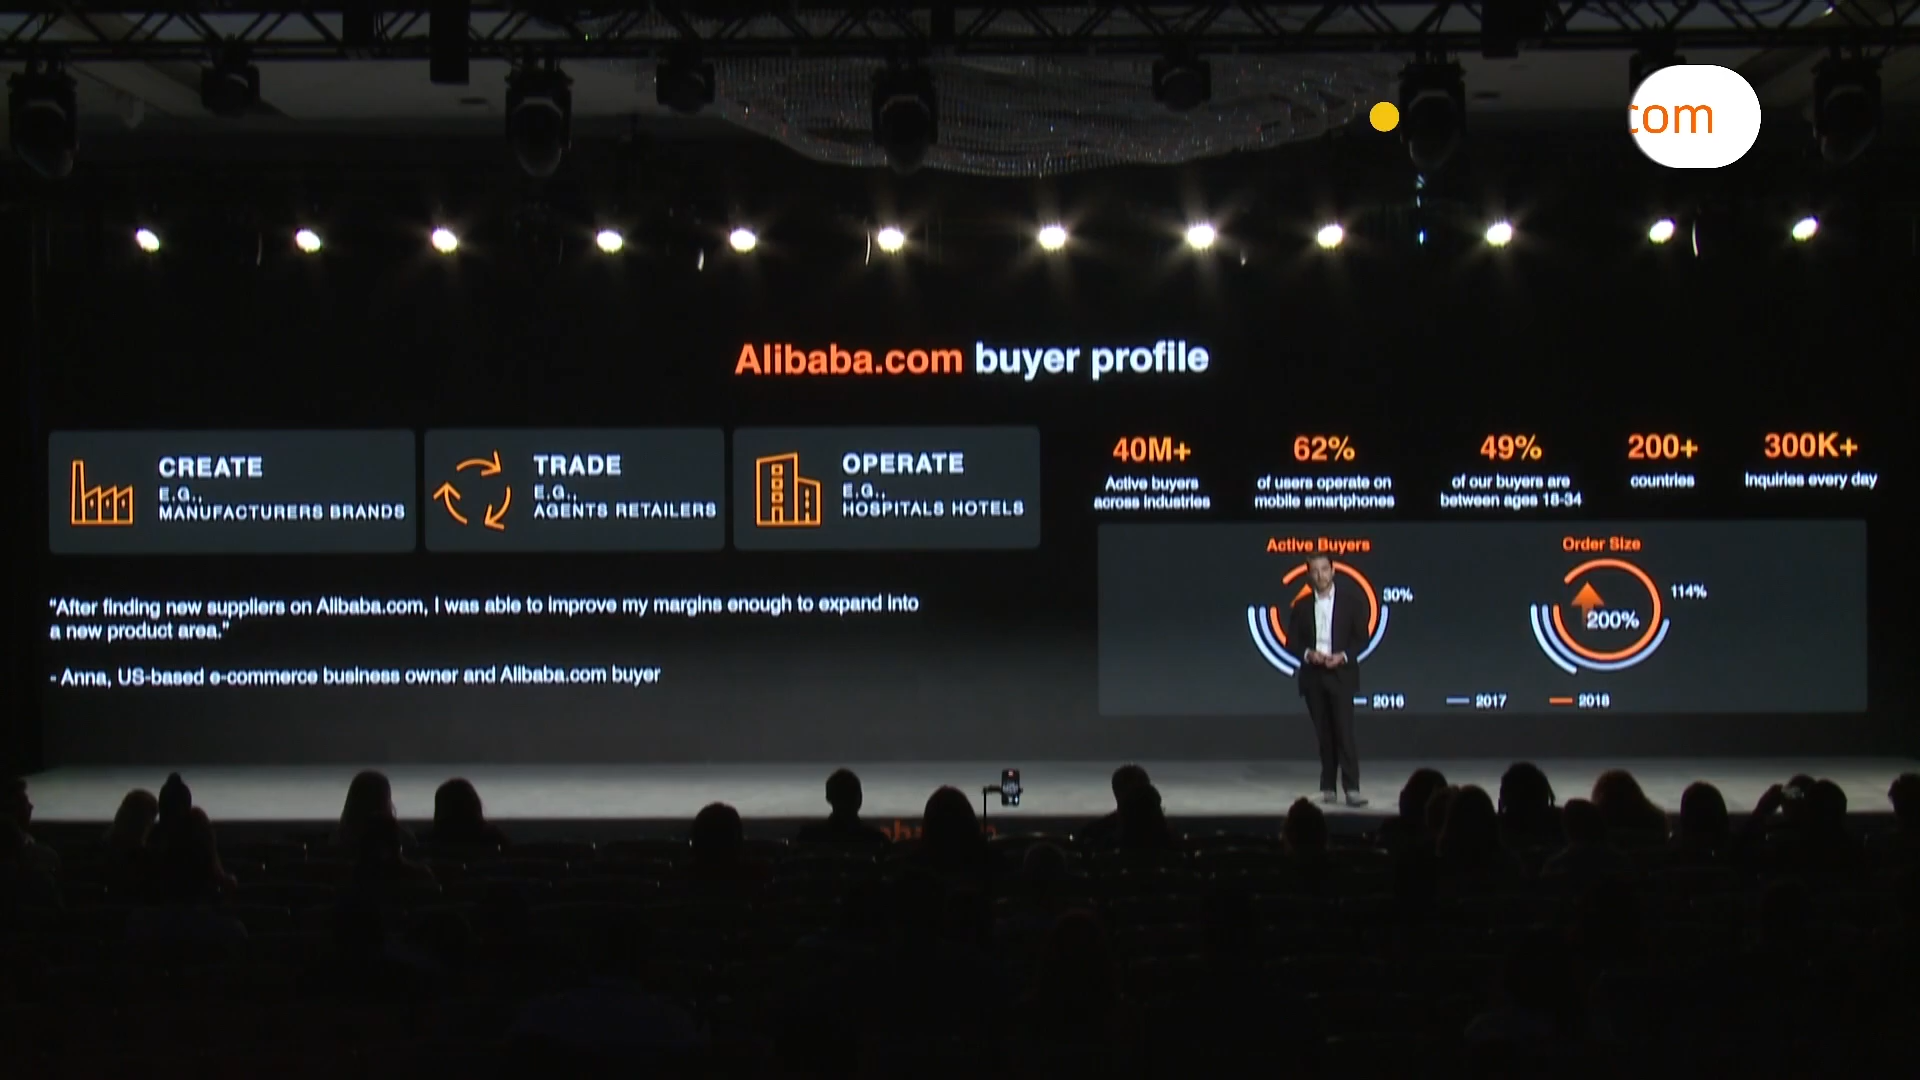 com
Alibaba.com buyer profile
CREATE
E.G.,
MANUFACTURERS BRANDS
TRADE
E.G.,
AGENTS RETAILERS
OPERATE
E.G.,
HOSPITALS HOTELS
40M+
Active buyers
across industries
62%
of users operate on
mobile smartphones
49%
of our buyers are
between ages 18-34
200+
countries
300K+
Inquiries every day
"After finding new suppliers on Alibaba.com, I was able to improve my margins enough to expand into
a new product area."
- Anna, US-based e-commerce business owner and Alibaba.com buyer
Active Buyers
30%
Order Size
114%
200%
2016
2017
2018